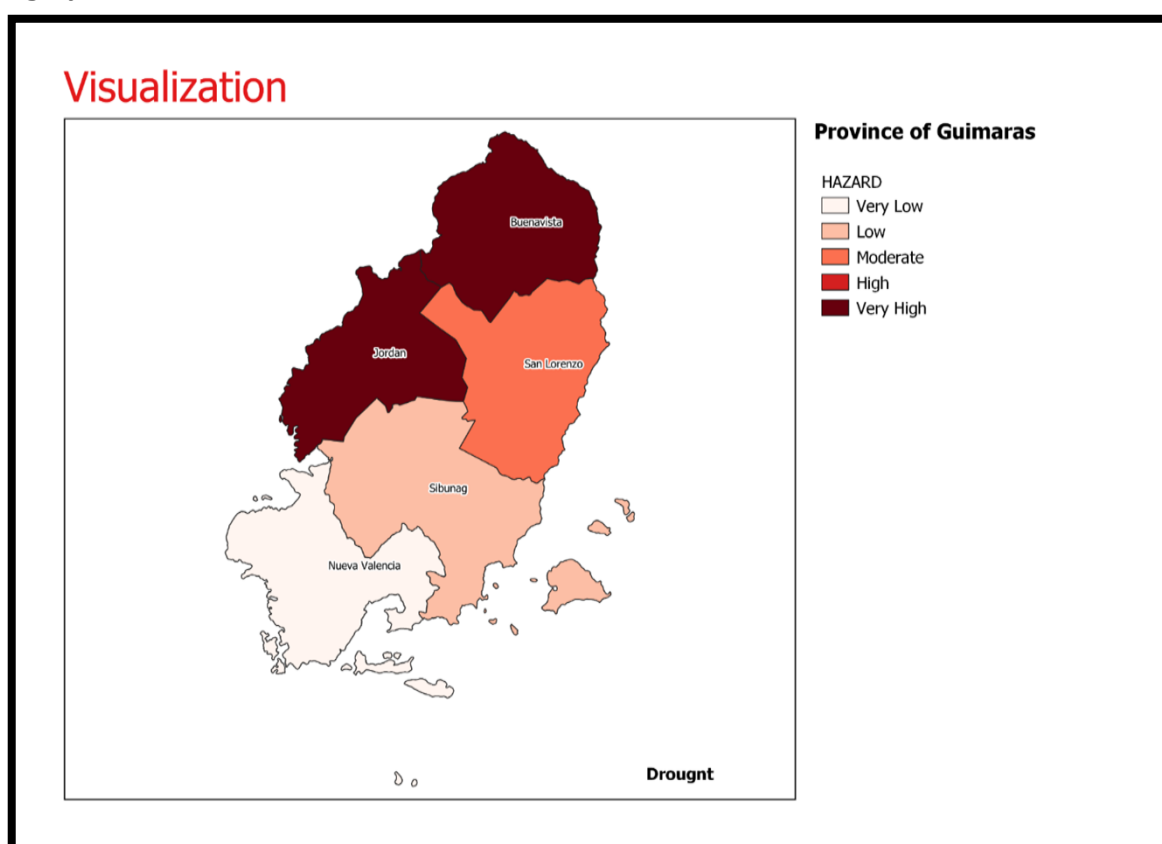 Visualization
Province of Guimaras
HAZARD
Very Low
Low
Moderate
High
Very High
Buenavista
Jordan
San Lorenzo
Sibunag
Nueva Valencia
Drougnt